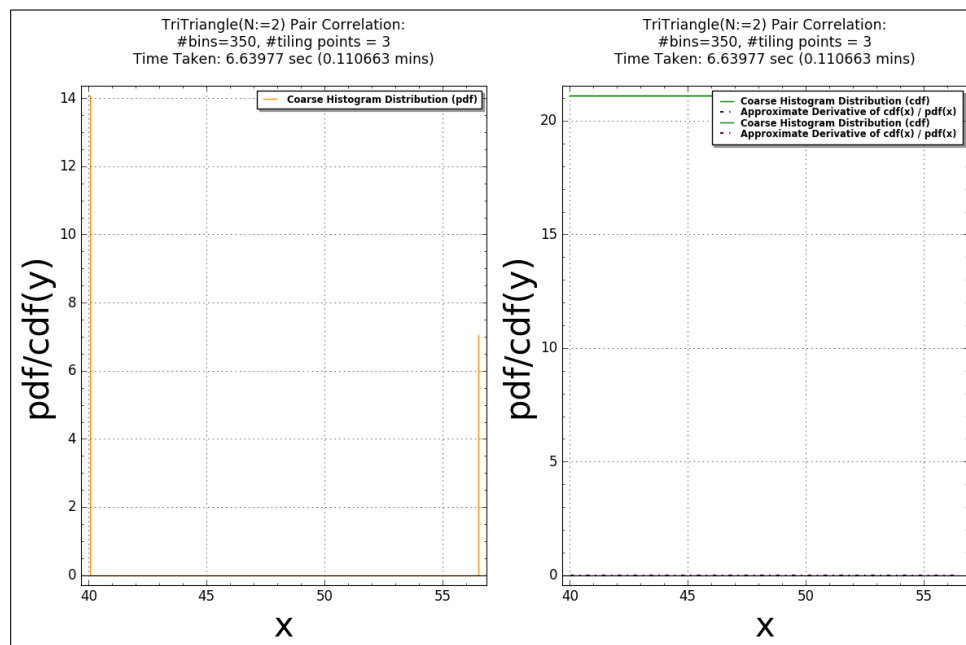 TriTriangle(N:=2) Pair Correlation:
#bins=350, #tiling points = 3
Time Taken: 6.63977 sec (0.110663 mins)
Coarse Histogram Distribution (pdf)
14
12
10
8
6
4
2
0
pdf/cdf(y)
40
45
50
55
x
TriTriangle(N:=2) Pair Correlation:
#bins=350, #tiling points = 3
Time Taken: 6.63977 sec (0.110663 mins)
Coarse Histogram Distribution (cdf)
Approximate Derivative of cdf(x) / pdf(x)
Coarse Histogram Distribution (cdf)
Approximate Derivative of cdf(x) / pdf(x)
20
15
10
5
0
pdf/cdf(y)
40
45
50
55
x